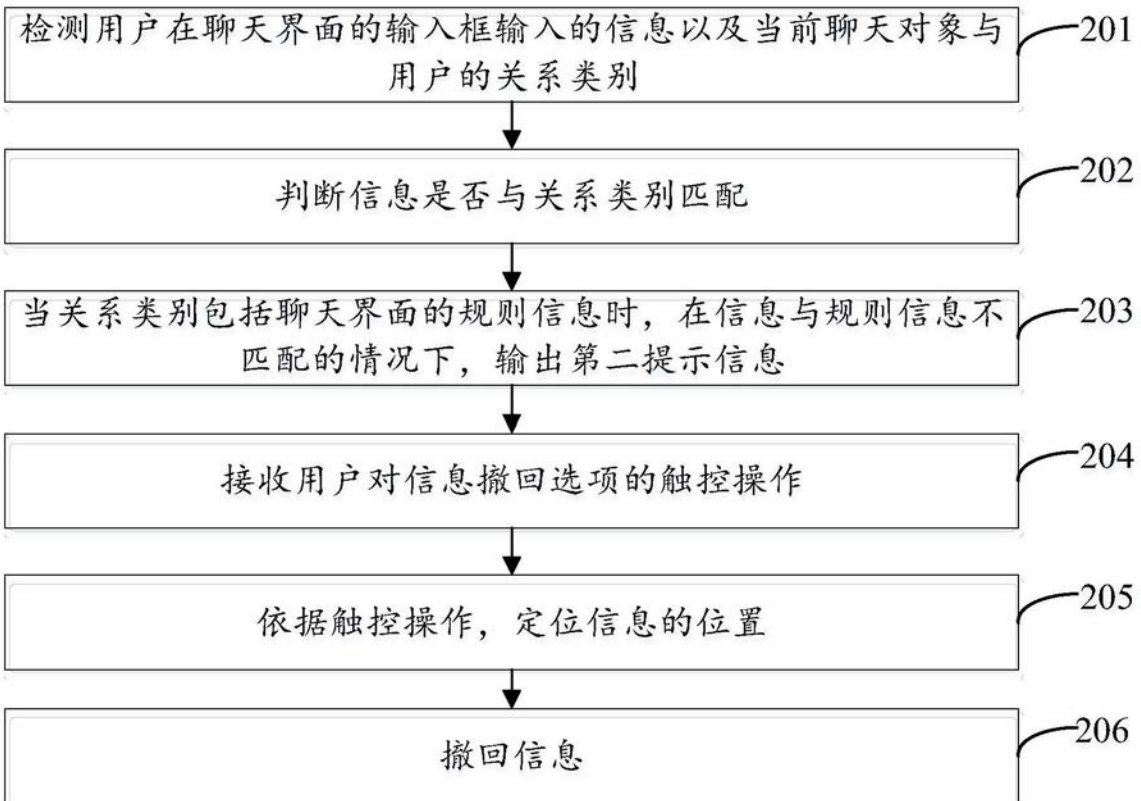 检测用户在聊天界面的输入框输入的信息以及当前聊天对象与
用户的关系类别
201
判断信息是否与关系类别匹配
202
当关系类别包括聊天界面的规则信息时，在信息与规则信息不
匹配的情况下，输出第二提示信息
203
接收用户对信息撤回选项的触控操作
204
依据触控操作，定位信息的位置
205
撤回信息
206